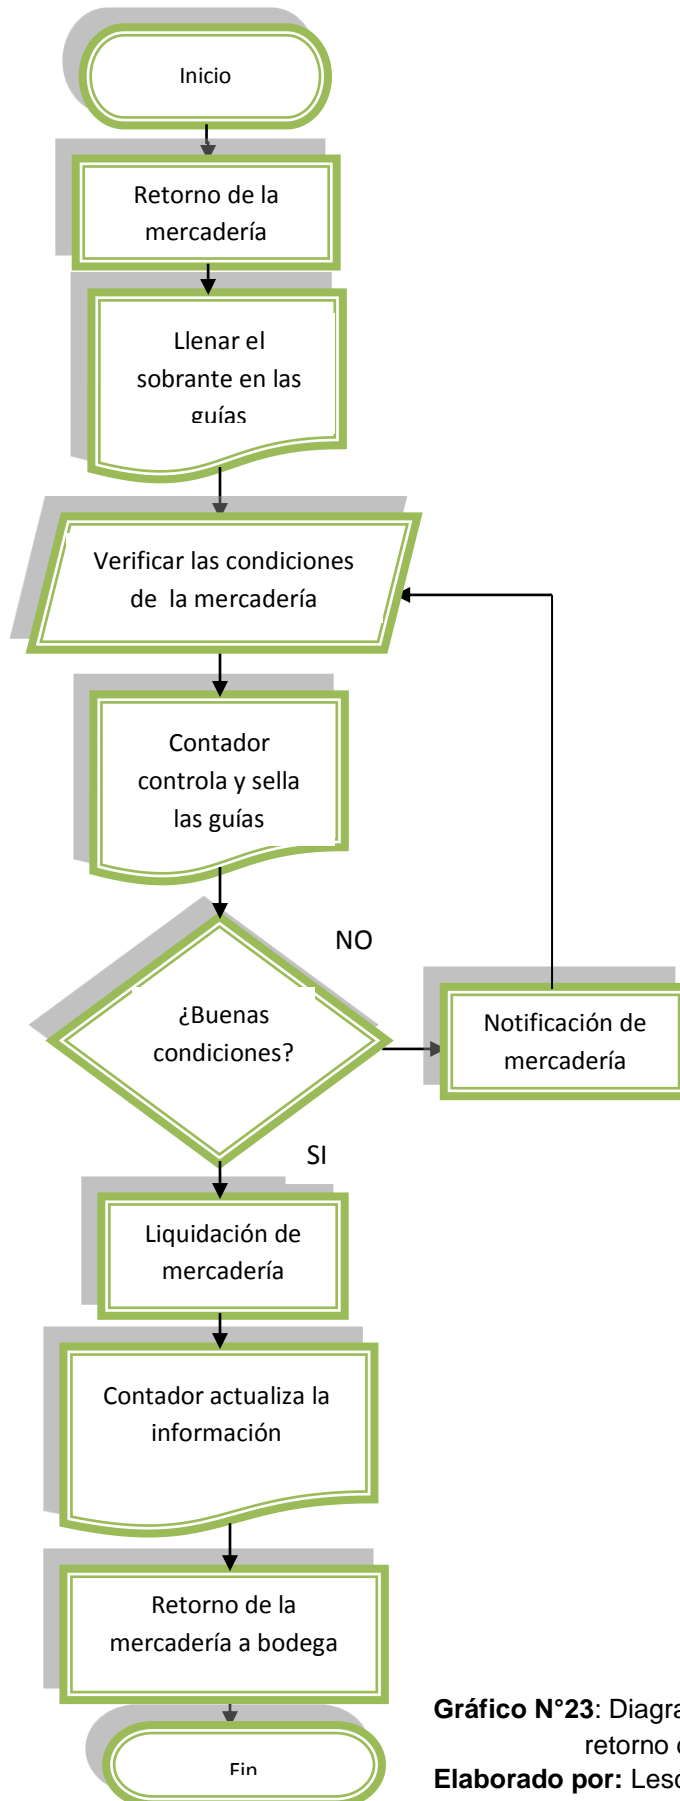 Inicio
Retorno de la
mercadería
Llenar el
sobrante en las
guías
Verificar las condiciones
de la mercadería
Contador
controla y sella
las guías
NO
¿Buenas
condiciones?
Notificación de
mercadería
SI
Liquidación de
mercadería
Contador actualiza la
información
Retorno de la
mercadería a bodega
Gráfico N°23: Diagra
retorno
Elaborado por: Lesc
Fin